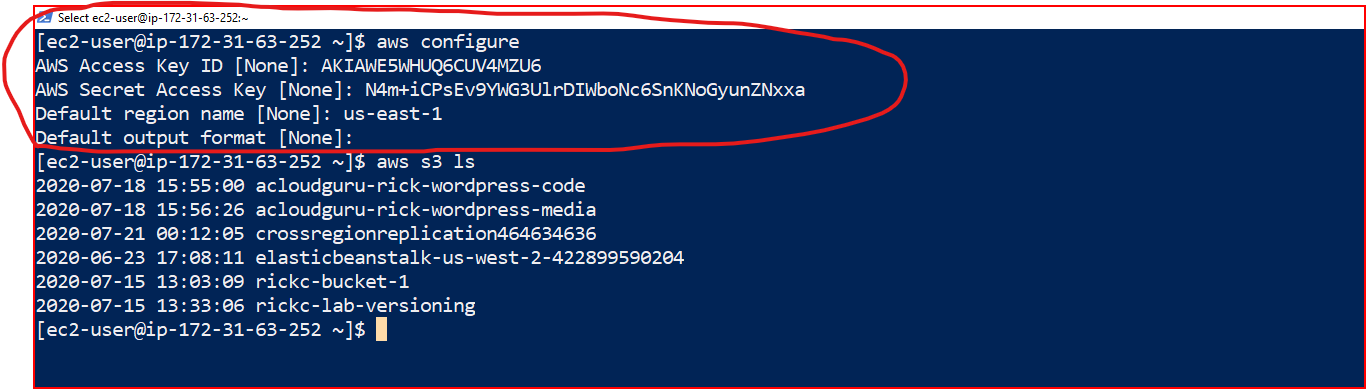 Select ec2-user@ip-172-31-63-252:~
[ec2-user@ip-172-31-63-252 ~]$ aws configure
AWS Access Key ID [None]: AKIAWE5WHUQ6CUV4MZU6
AWS Secret Access Key [None]: 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
Default region name [None]: us-east-1
Default output format [None]:
[ec2-user@ip-172-31-63-252 ~]$ aws s3 ls
2020-07-18 15:55:00 acloudguru-rick-wordpress-code
2020-07-18 15:56:26 acloudguru-rick-wordpress-media
2020-07-21 00:12:05 crossregionreplication464634636
2020-06-23 17:08:11 elasticbeanstalk-us-west-2-422899590204
2020-07-15 13:03:09 rickc-bucket-1
2020-07-15 13:33:06 rickc-lab-versioning
[ec2-user@ip-172-31-63-252 ~]$